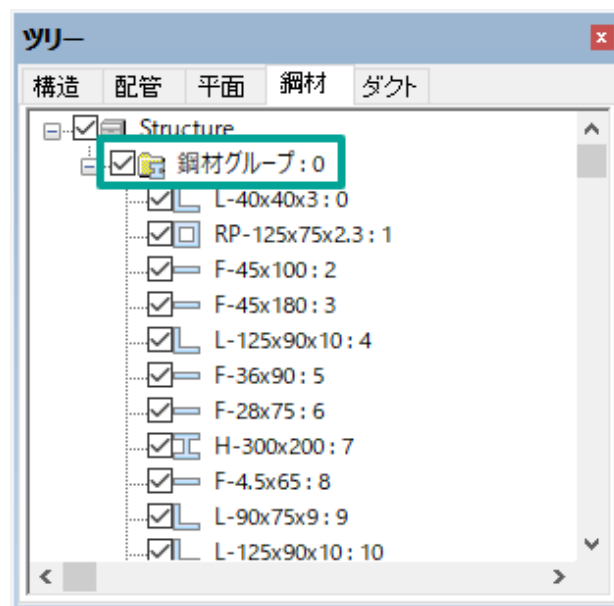 ツリー
構造 配管 平面 鋼材 ダクト
Structure
鋼材グループ : 0
L-40x40x3 : 0
RP-125x75x2.3 : 1
F-45x100 : 2
F-45x180 : 3
L-125x90x10 : 4
F-36x90 : 5
F-28x75 : 6
H-300x200 : 7
F-4.5x65 : 8
L-90x75x9 : 9
L-125x90x10 : 10